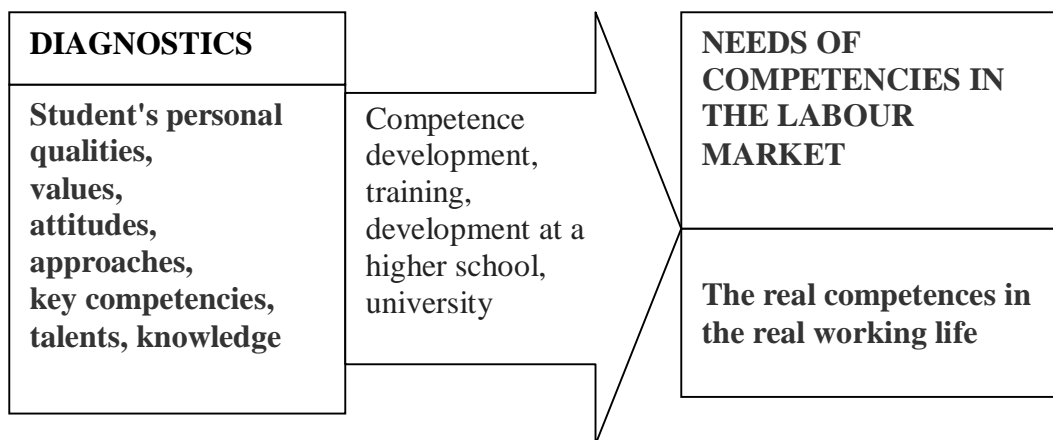 DIAGNOSTICS
Student's personal
qualities,
values,
attitudes,
approaches,
key competencies,
talents, knowledge
Competence
development,
training,
development at a
higher school,
university
NEEDS OF
COMPETENCIES IN
THE LABOUR
MARKET
The real competences in
the real working life